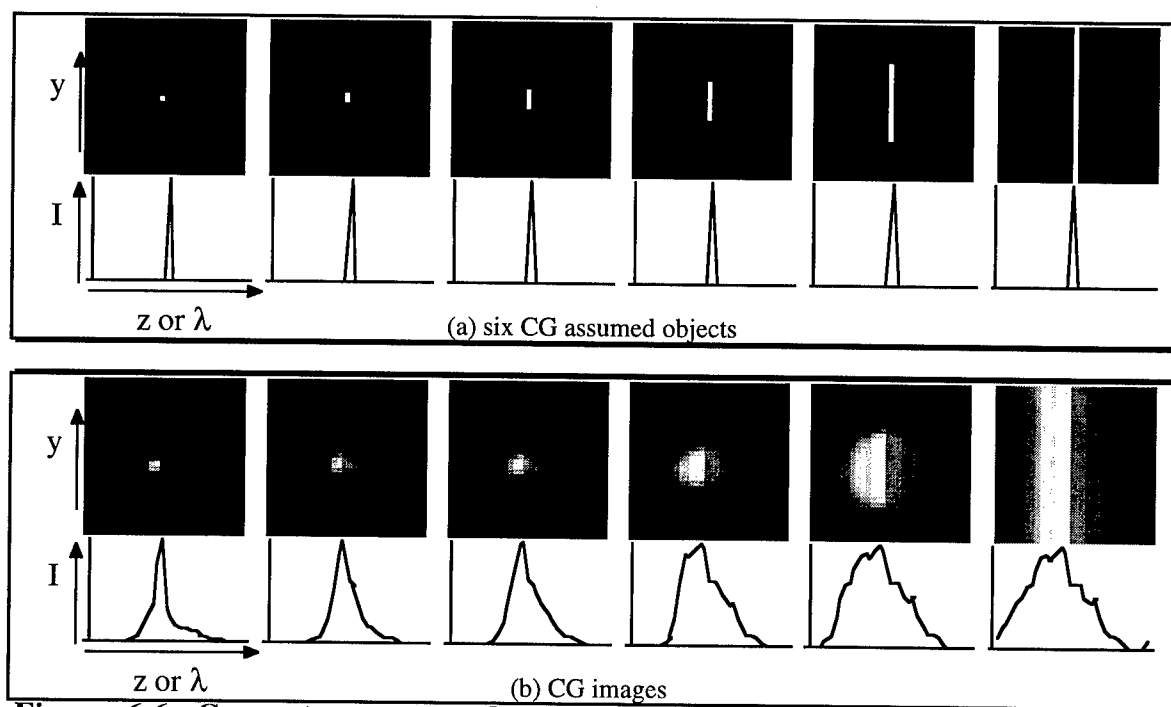 y
I
z or λ
(a) six CG assumed objects
y
I
z or λ
(b) CG images